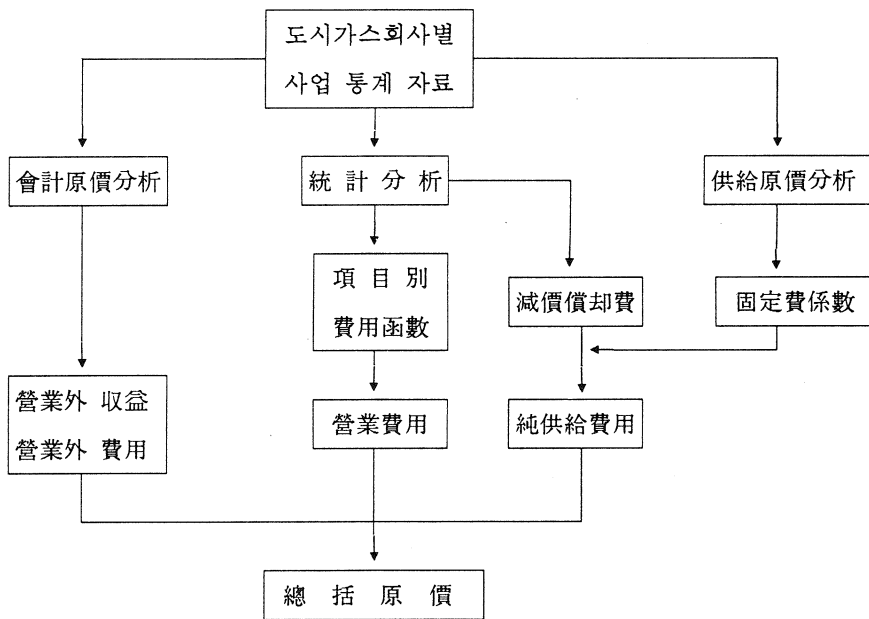 도시가스회사별
사업 통계 자료
會計原價分析
統計分析
供給原價分析
項目別
費用函數
減價償却費
固定費係數
營業外 收益
營業外 費用
營業費用
純供給費用
總括原價